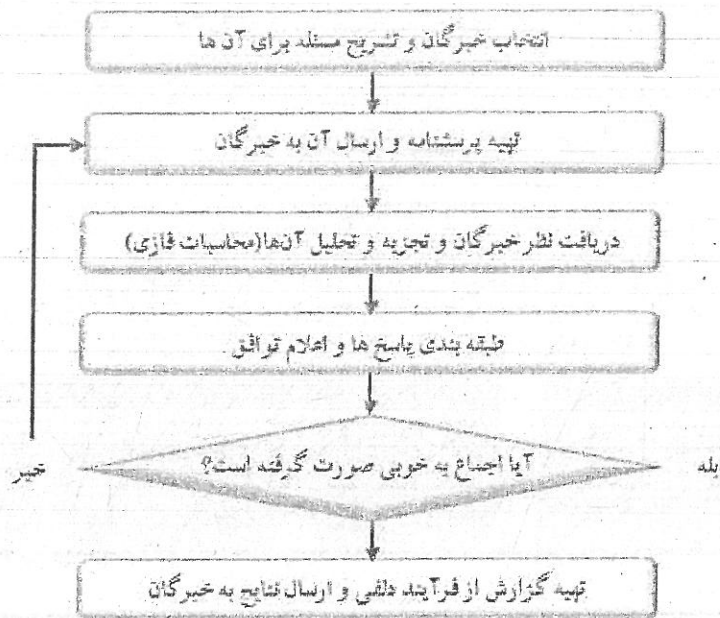 انتخاب خبرگان و تشریح مسئله برای آن ها
تهیه پرسشنامه و ارسال آن به خبرگان
دریافت نظر خبرگان و تجزیه و تحلیل آن‌ها(محاسبات فازی)
طبقه بندی پاسخ ها و اعلام توافق
آیا اجماع به خوبی صورت گرفته است؟
بله
خیر
تهیه گزارش از فرآیند دلفی و ارسال نتایج به خبرگان